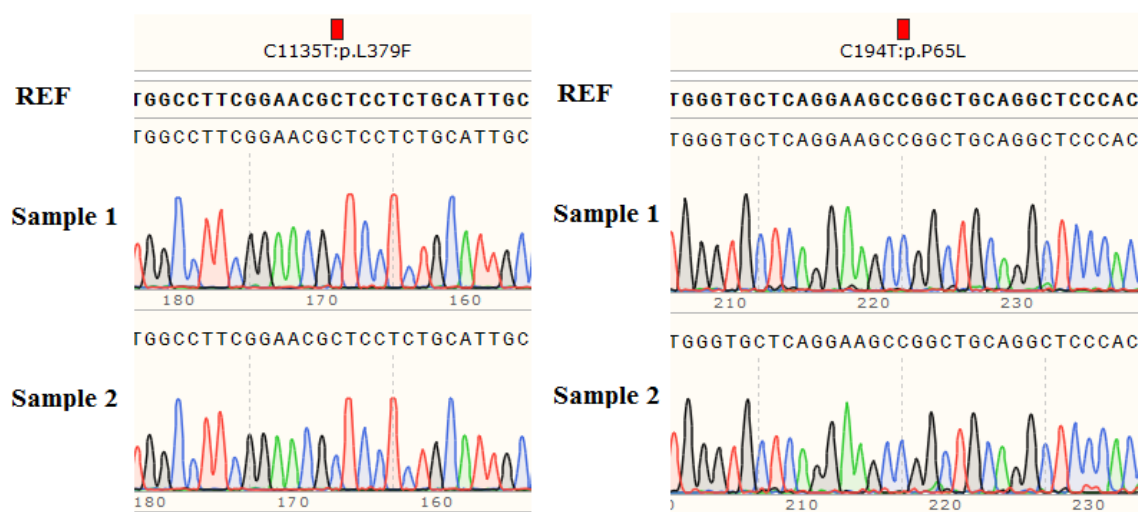 C1135T:p.L379F
REF
TGGCCTTCGGAACGCTCCTCTGCATTGC
TGGCCTTCGGAACGCTCCTCTGCATTGC
Sample 1
180 170 160
TGGCCTTCGGAACGCTCCTCTGCATTGC
Sample 2
180 170 160
C194T:p.P65L
REF
TGGGTGCTCAGGAAGCCGGCTGCAGGCTCCCAC
TGGGTGCTCAGGAAGCCGGCTGCAGGCTCCCAC
Sample 1
210 220 230
TGGGTGCTCAGGAAGCCGGCTGCAGGCTCCCAC
Sample 2
210 220 230